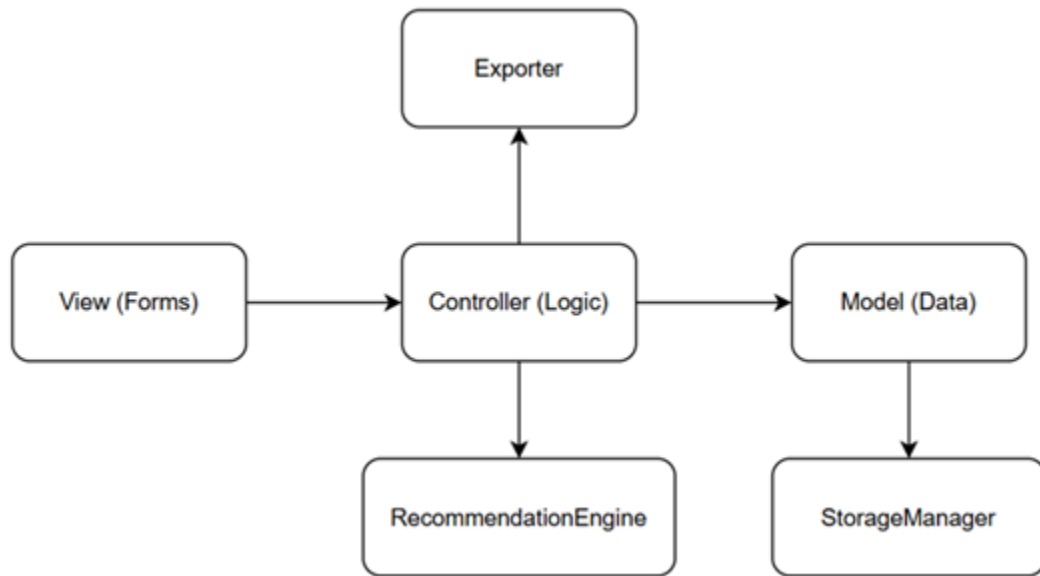 Exporter
View (Forms)
Controller (Logic)
Model (Data)
RecommendationEngine
StorageManager